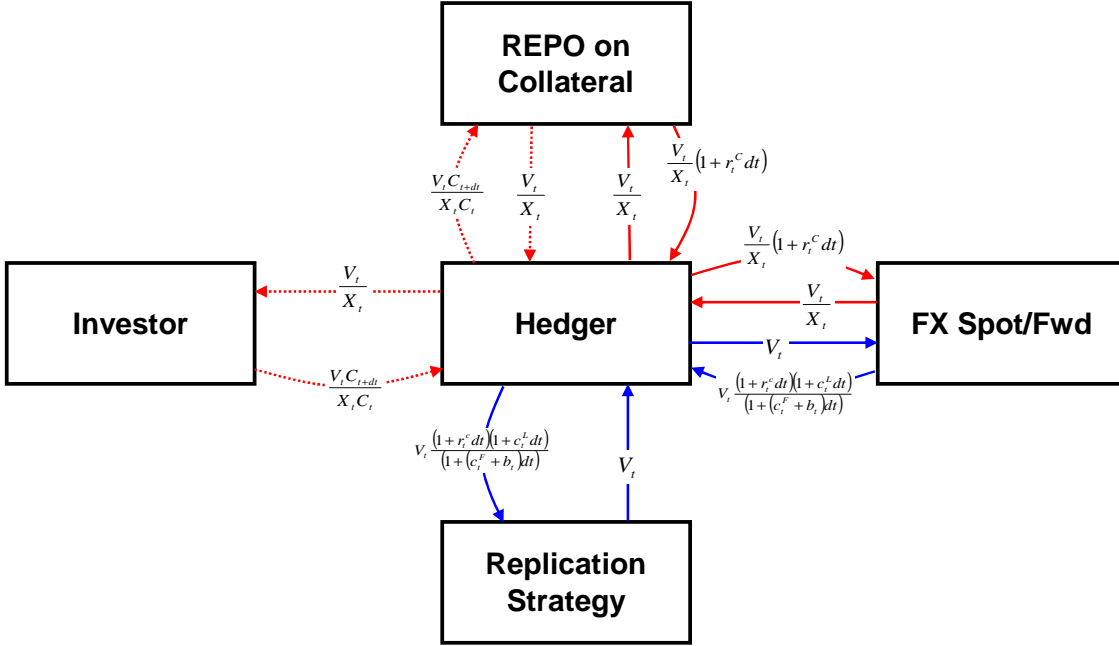 REPO on
Collateral
V_t C_{t+dt} / X_t C_t
V_t / X_t
V_t / X_t
V_t / X_t (1 + r_t^C dt)
V_t / X_t (1 + r_t^C dt)
Investor
V_t / X_t
Hedger
V_t / X_t
FX Spot/Fwd
V_t
V_t C_{t+dt} / X_t C_t
V_t (1 + r_t^c dt)(1 + c_t^L dt) / (1 + (c_t^F + b_t)dt)
V_t (1 + r_t^c dt)(1 + c_t^L dt) / (1 + (c_t^F + b_t)dt)
V_t
Replication
Strategy